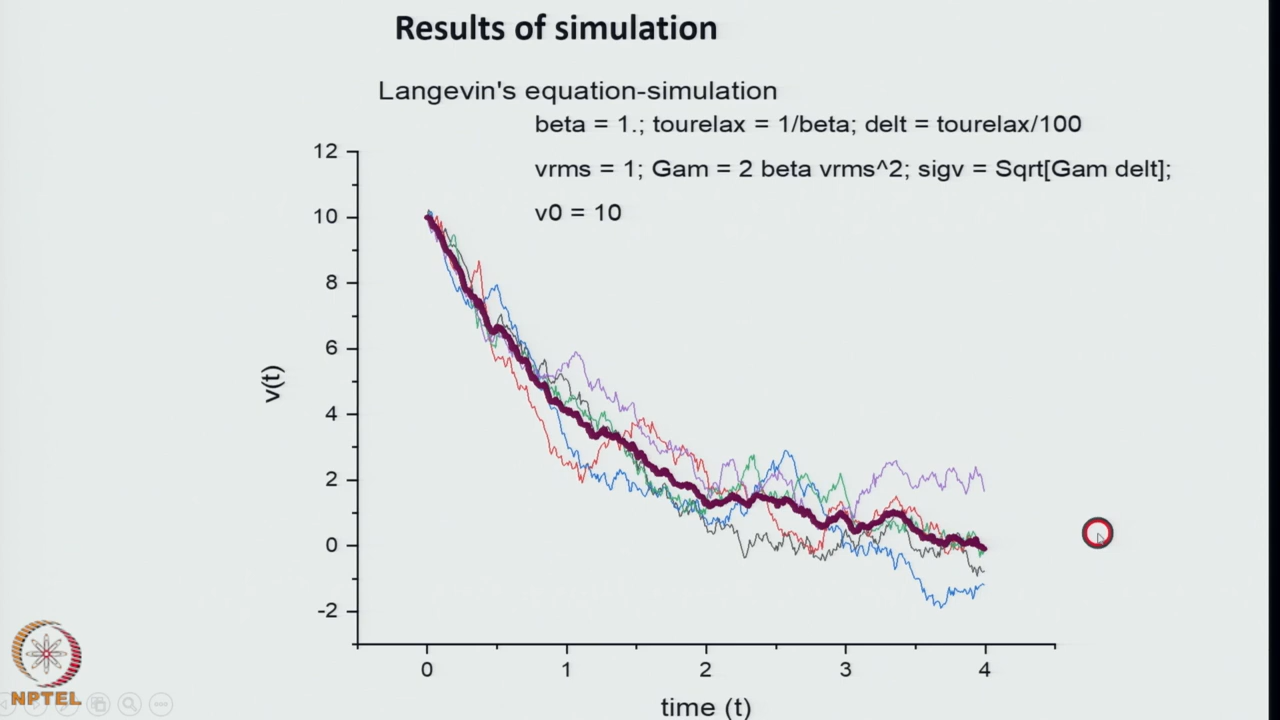 Results of simulation
Langevin's equation-simulation
beta = 1.; tourelax = 1/beta; delt = tourelax/100
vrms = 1; Gam = 2 beta vrms^2; sigv = Sqrt[Gam delt];
v0 = 10
12
10
8
6
4
2
0
-2
v(t)
0 1 2 3 4
time (t)
NPTEL